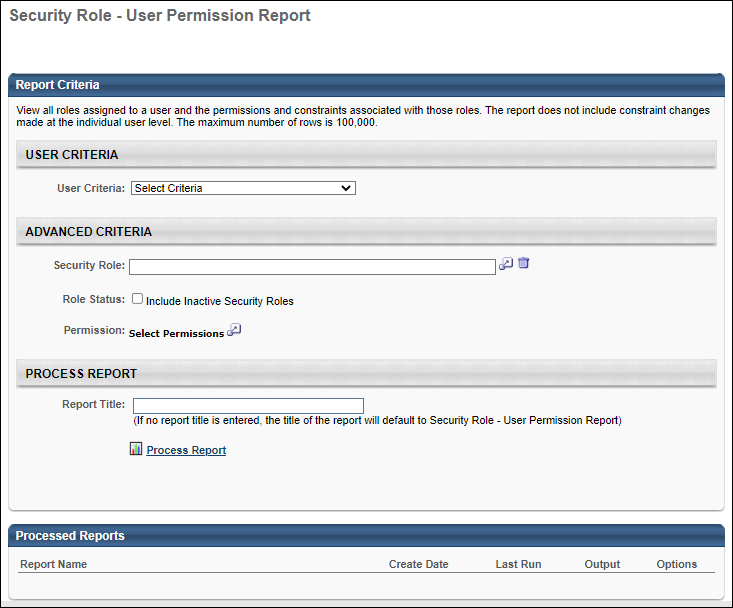 Security Role - User Permission Report
Report Criteria
View all roles assigned to a user and the permissions and constraints associated with those roles. The report does not include constraint changes
made at the individual user level. The maximum number of rows is 100,000.
USER CRITERIA
User Criteria: Select Criteria
ADVANCED CRITERIA
Security Role:
Role Status: Include Inactive Security Roles
Permission: Select Permissions
PROCESS REPORT
Report Title:
(If no report title is entered, the title of the report will default to Security Role - User Permission Report)
Process Report
Processed Reports
Report Name Create Date Last Run Output Options